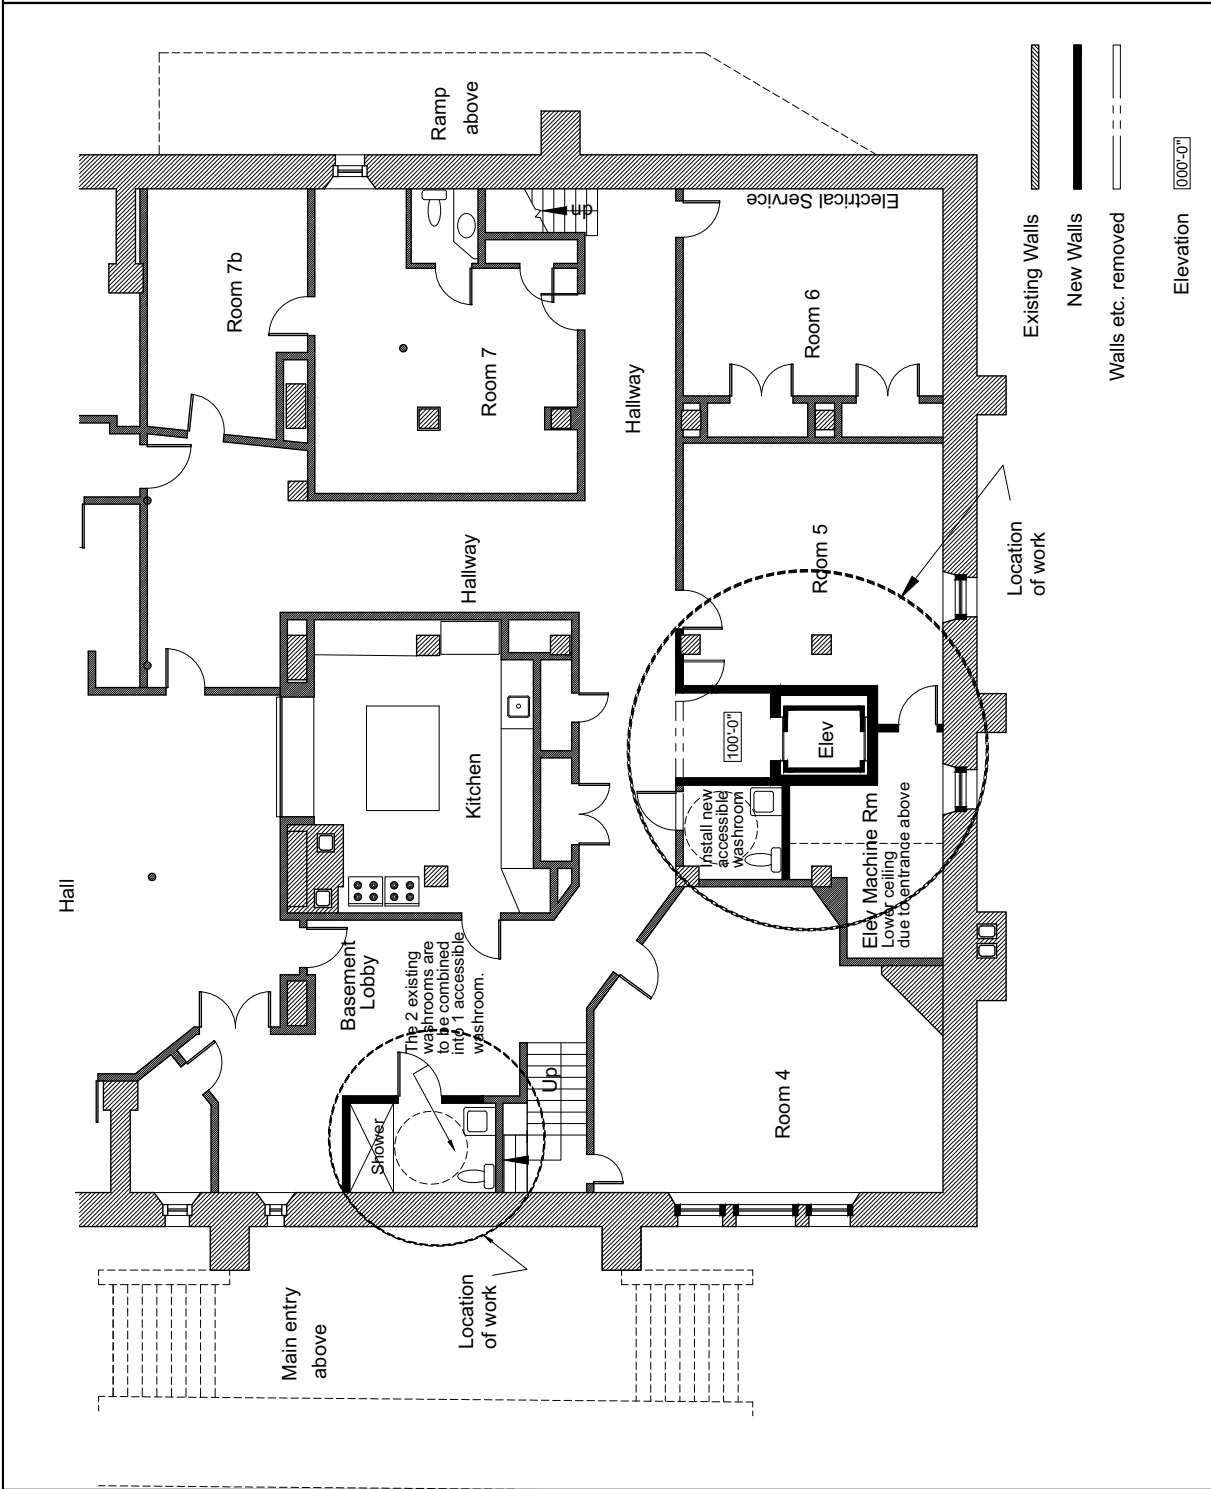 Ramp
above
Room 7b
dn
Electrical Service
Room 7
Hallway
Room 6
Hallway
Room 5
Location
of work
Hall
Kitchen
100'-0"
Elev
Install new
accessible
washroom
Elev Machine Rm
Lower ceiling
due to entrance above
Basement
Lobby
The 2 existing
washrooms are
to be combined
into 1 accessible
washroom.
Shower
Up
Room 4
Main entry
above
Location
of work
Existing Walls
New Walls
Walls etc. removed
Elevation
000'-0"